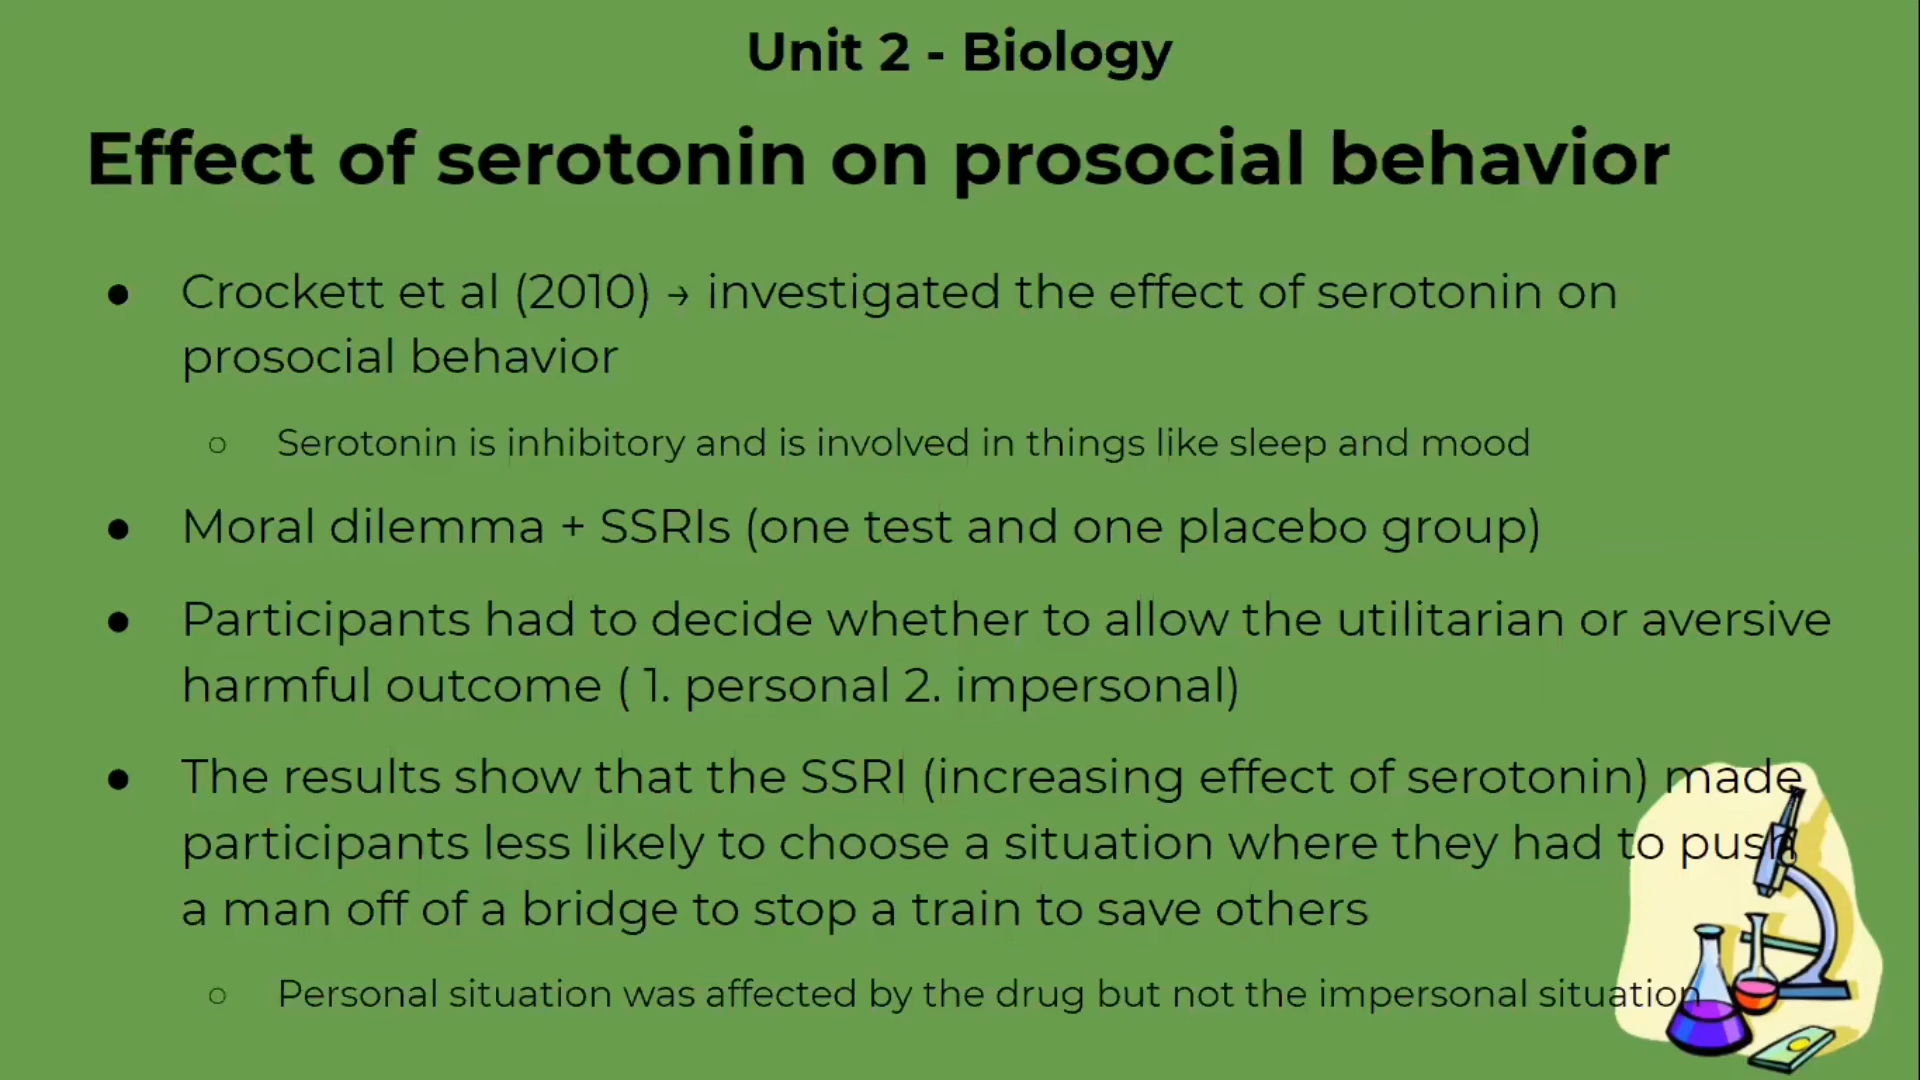 Unit 2 - Biology
Effect of serotonin on prosocial behavior
● Crockett et al (2010) → investigated the effect of serotonin on
prosocial behavior
○ Serotonin is inhibitory and is involved in things like sleep and mood
● Moral dilemma + SSRIs (one test and one placebo group)
● Participants had to decide whether to allow the utilitarian or aversive
harmful outcome ( 1. personal 2. impersonal)
● The results show that the SSRI (increasing effect of serotonin) made
participants less likely to choose a situation where they had to push
a man off of a bridge to stop a train to save others
○ Personal situation was affected by the drug but not the impersonal situation